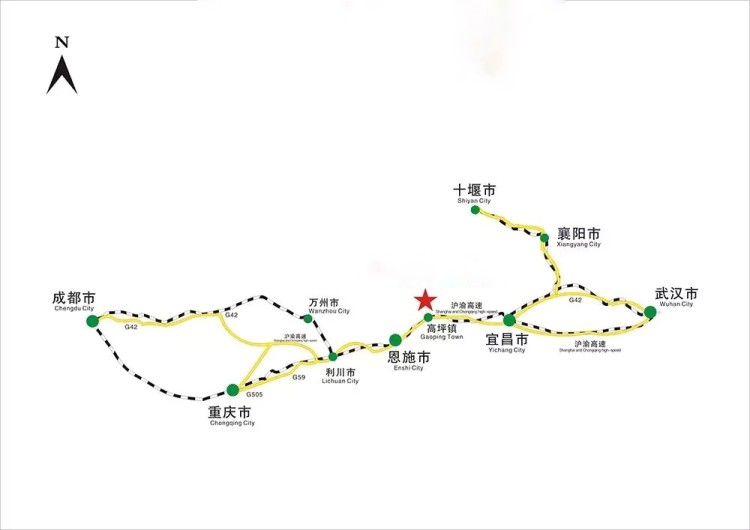 N
十堰市
Shiyan City
襄阳市
Xiangyang City
成都市
Chengdu City
万州市
Wanzhou City
沪渝高速
Shanghai and Chongqing high-speed
G42
武汉市
Wuhan City
G42
G42
高坪镇
Gaoping Town
宜昌市
Yichang City
沪渝高速
Shanghai and Chongqing high-speed
沪渝高速
Shanghai and Chongqing high-speed
恩施市
Enshi City
利川市
Lichuan City
G59
G505
重庆市
Chengqing City